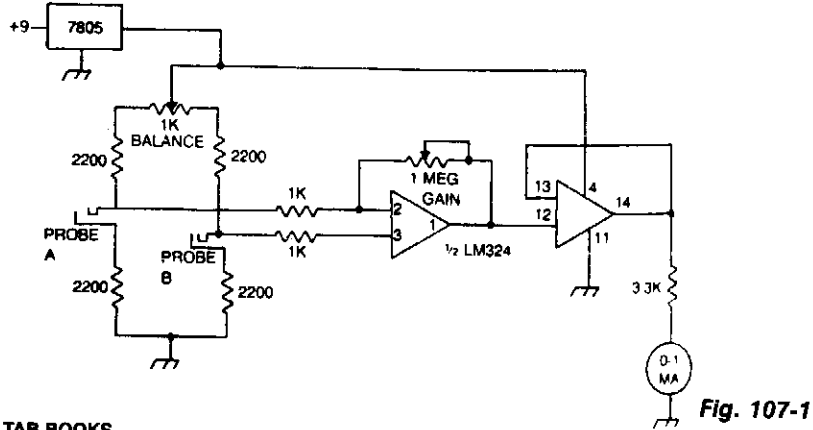 +9
7805
1K
BALANCE
2200
2200
1 MEG
GAIN
1K
1K
PROBE
A
PROBE
B
2200
2200
2
3
1
1/2 LM324
13
12
4
14
11
3.3K
0-1
MA
Fig. 107-1
TAB BOOKS